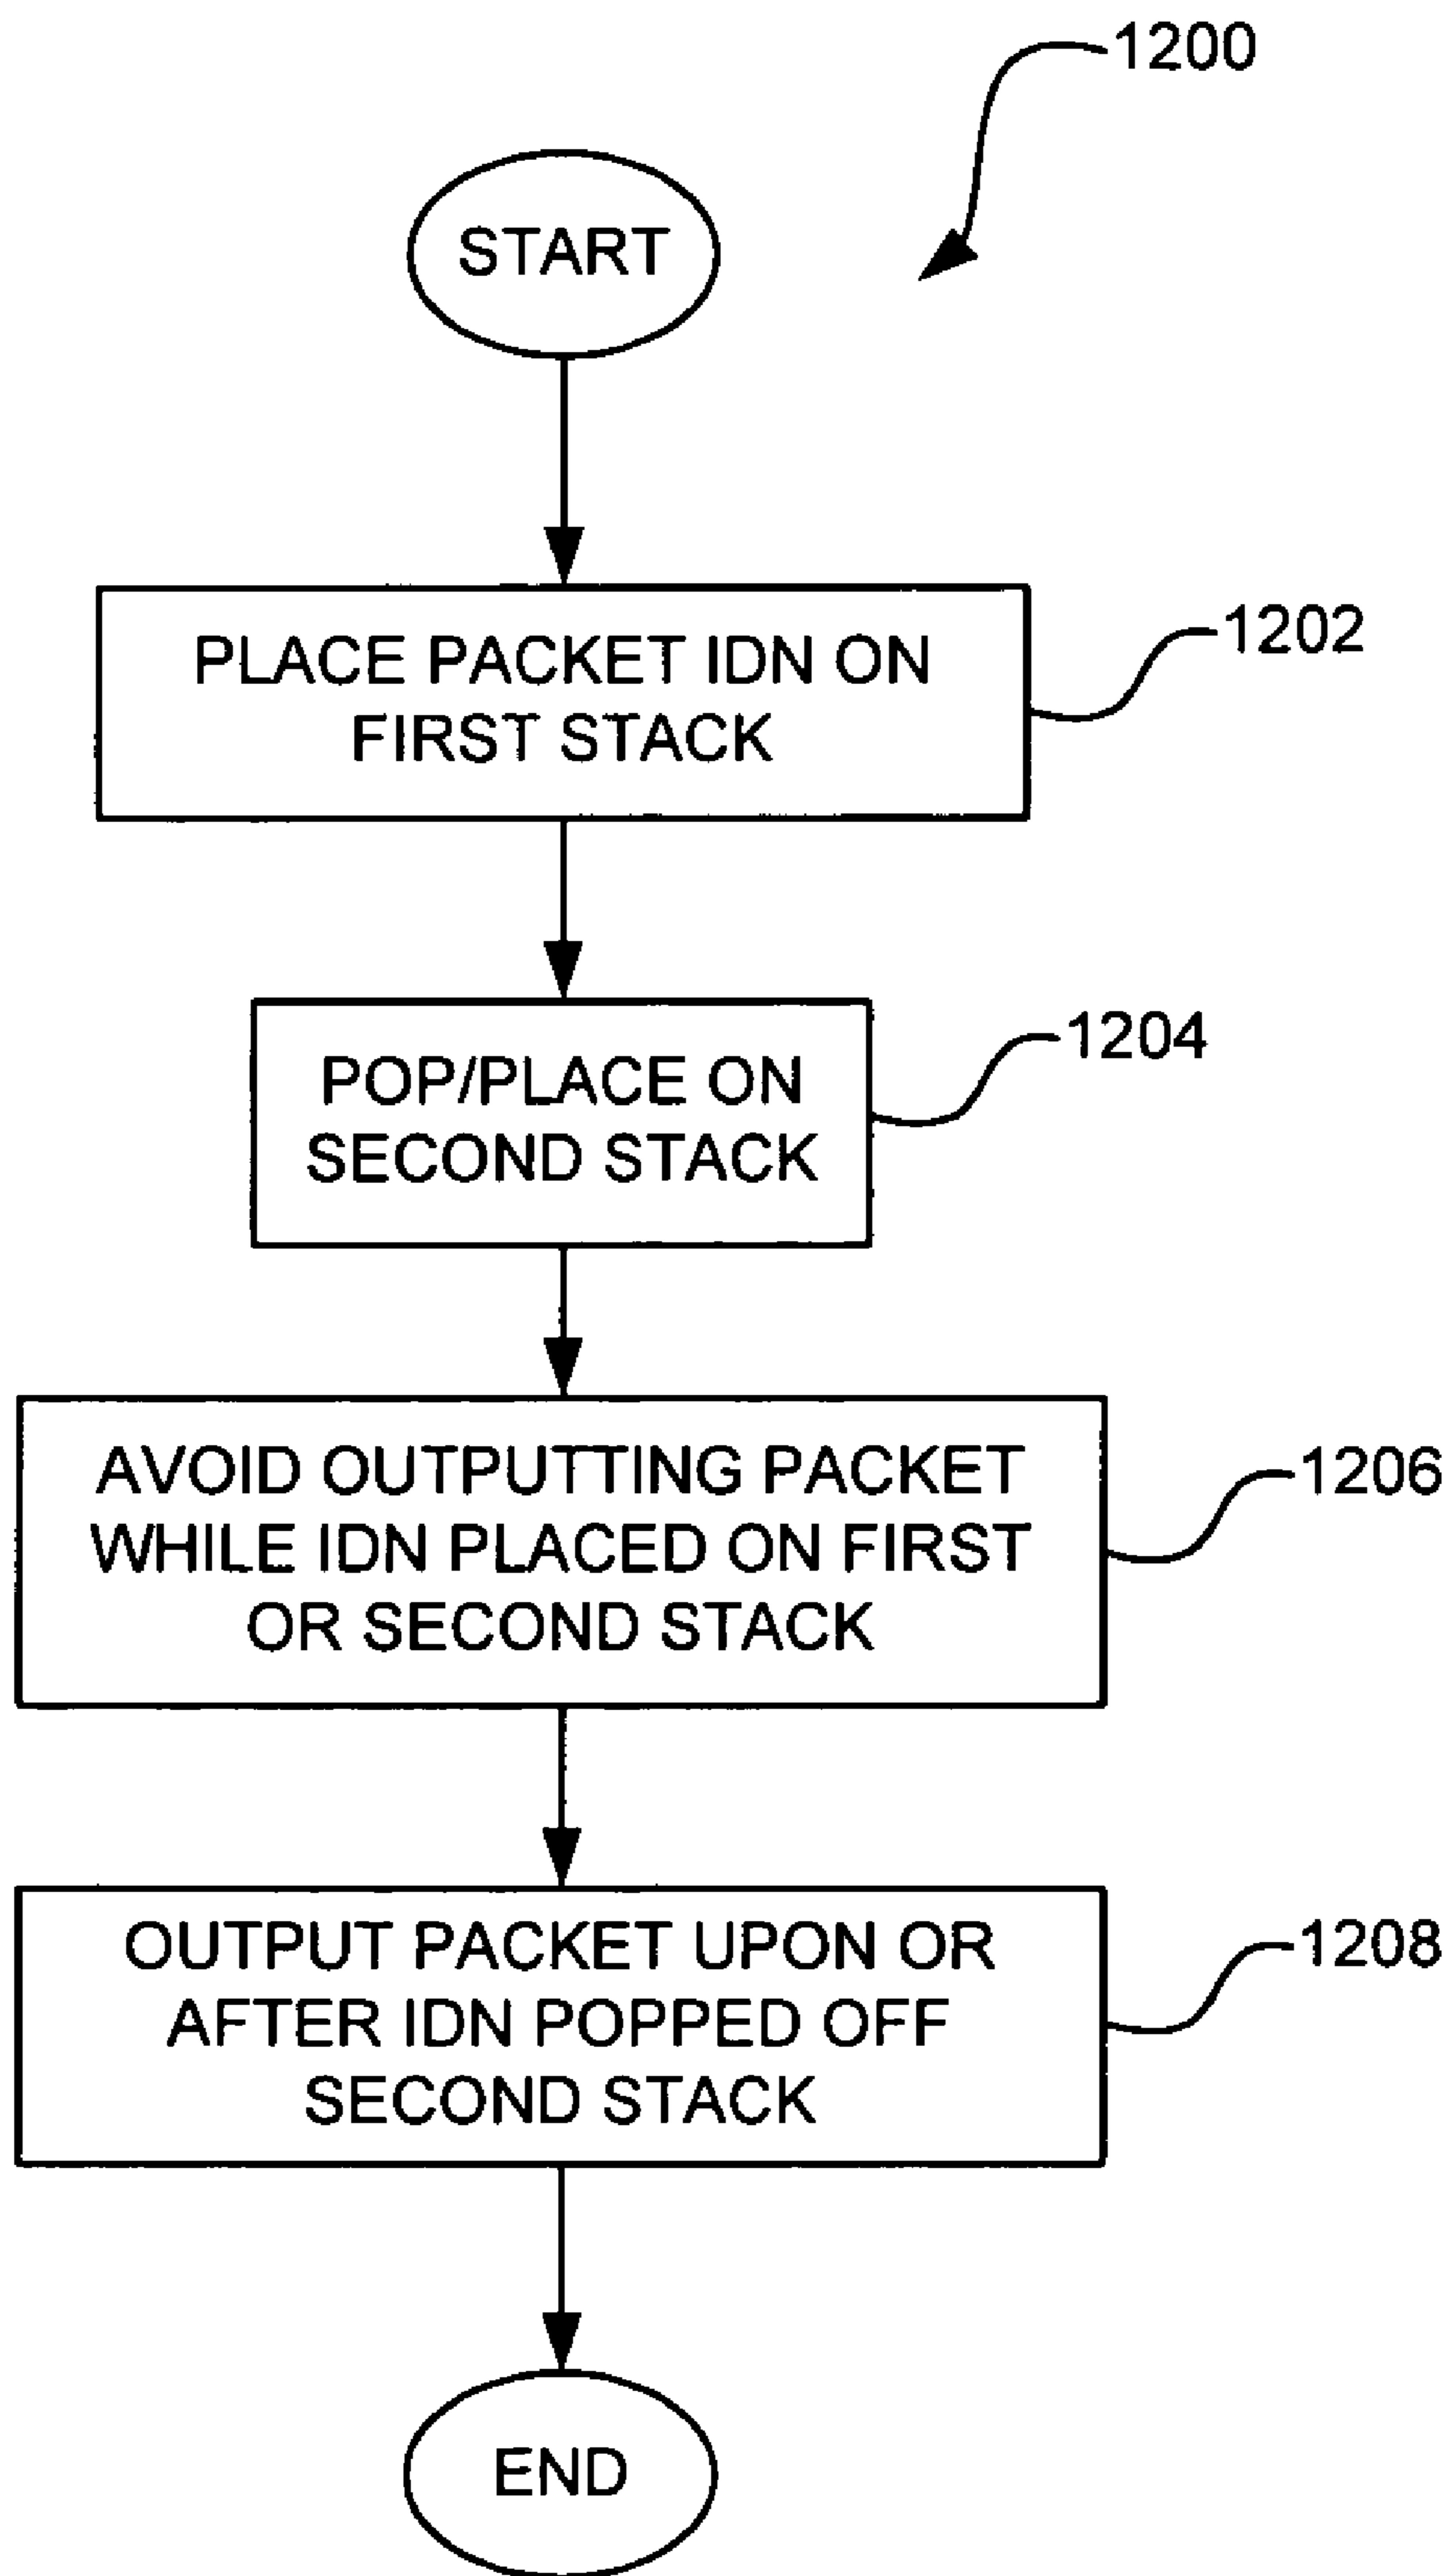 1200
START
PLACE PACKET IDN ON
FIRST STACK
1202
POP/PLACE ON
SECOND STACK
1204
AVOID OUTPUTTING PACKET
WHILE IDN PLACED ON FIRST
OR SECOND STACK
1206
OUTPUT PACKET UPON OR
AFTER IDN POPPED OFF
SECOND STACK
1208
END